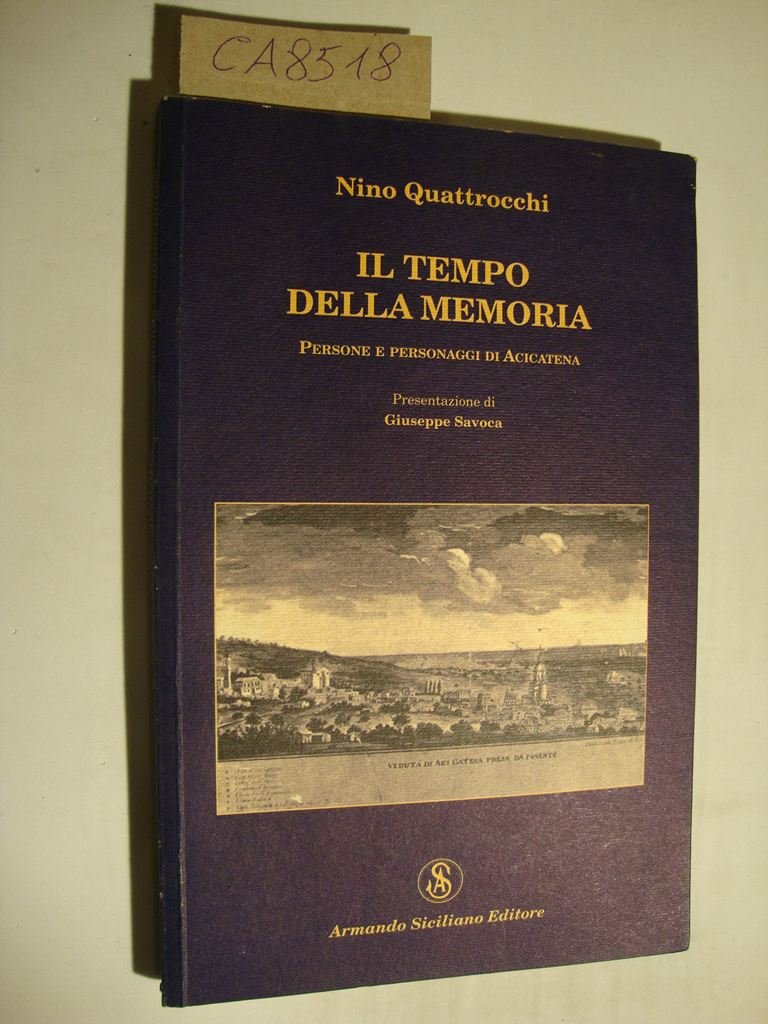 CA8518
Nino Quattrocchi
IL TEMPO
DELLA MEMORIA
PERSONE E PERSONAGGI DI ACICATENA
Presentazione di
Giuseppe Savoca
VEDUTA DI ACI CATENA PRESA DA PONENTE
SA
Armando Siciliano Editore